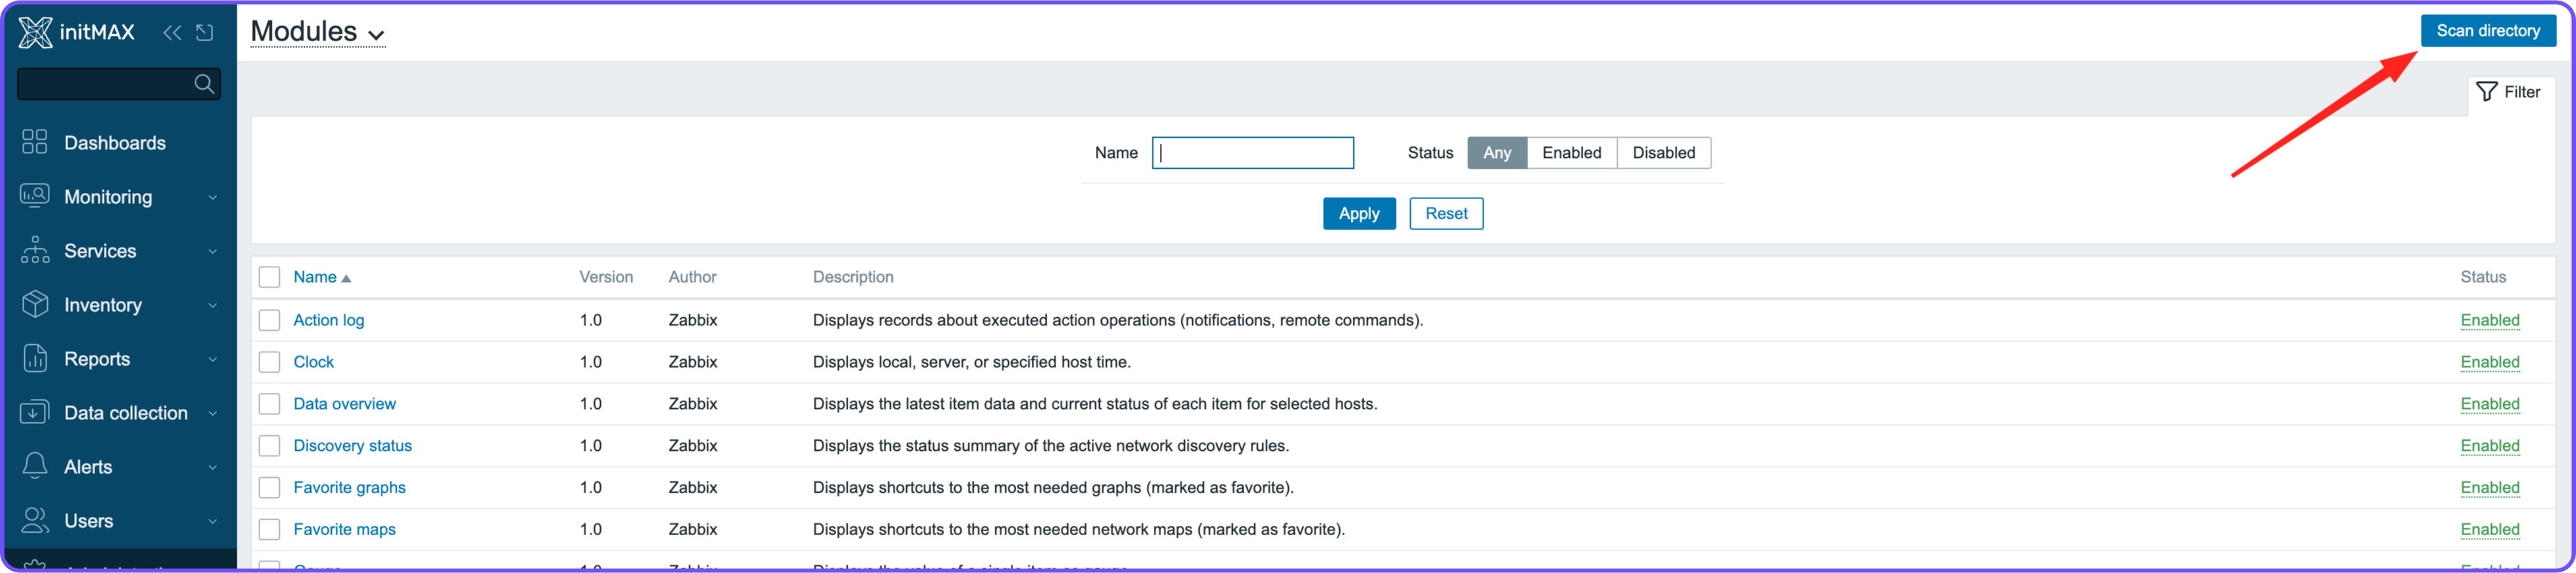 initMAX
Modules
Scan directory
Filter
Name
Status Any Enabled Disabled
Apply Reset
Dashboards
Monitoring
Services
Inventory
Reports
Data collection
Alerts
Users
Name Version Author Description Status
Action log 1.0 Zabbix Displays records about executed action operations (notifications, remote commands). Enabled
Clock 1.0 Zabbix Displays local, server, or specified host time. Enabled
Data overview 1.0 Zabbix Displays the latest item data and current status of each item for selected hosts. Enabled
Discovery status 1.0 Zabbix Displays the status summary of the active network discovery rules. Enabled
Favorite graphs 1.0 Zabbix Displays shortcuts to the most needed graphs (marked as favorite). Enabled
Favorite maps 1.0 Zabbix Displays shortcuts to the most needed network maps (marked as favorite). Enabled